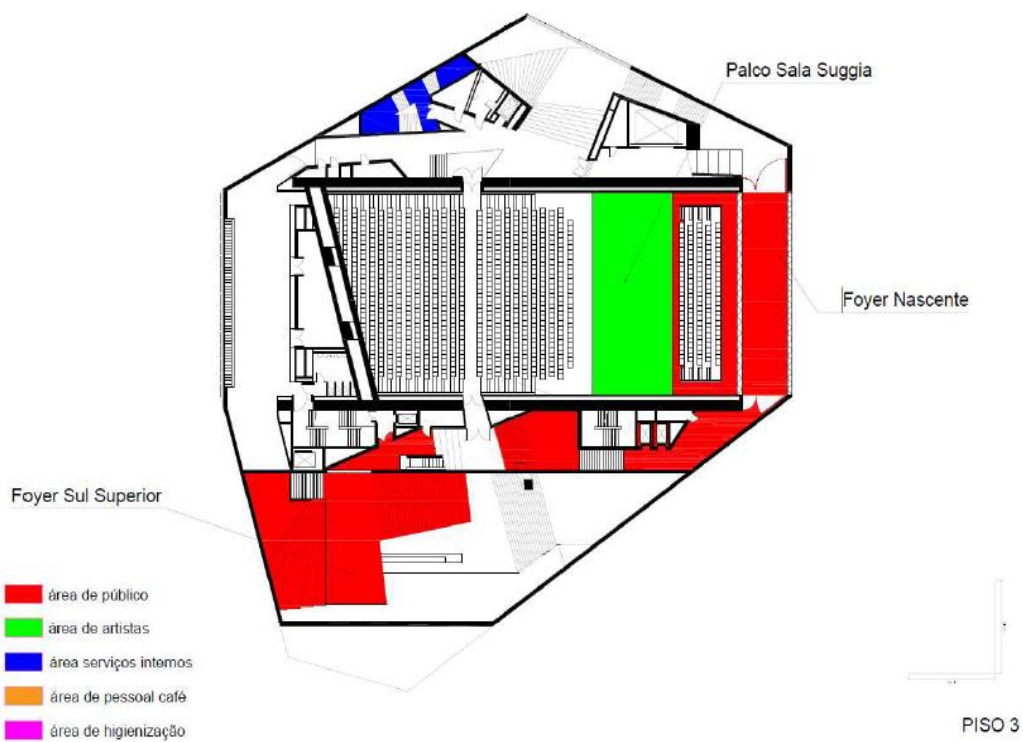 Palco Sala Suggia
Foyer Nascente
Foyer Sul Superior
área de público
área de artistas
área serviços internos
área de pessoal café
área de higienização
PISO 3